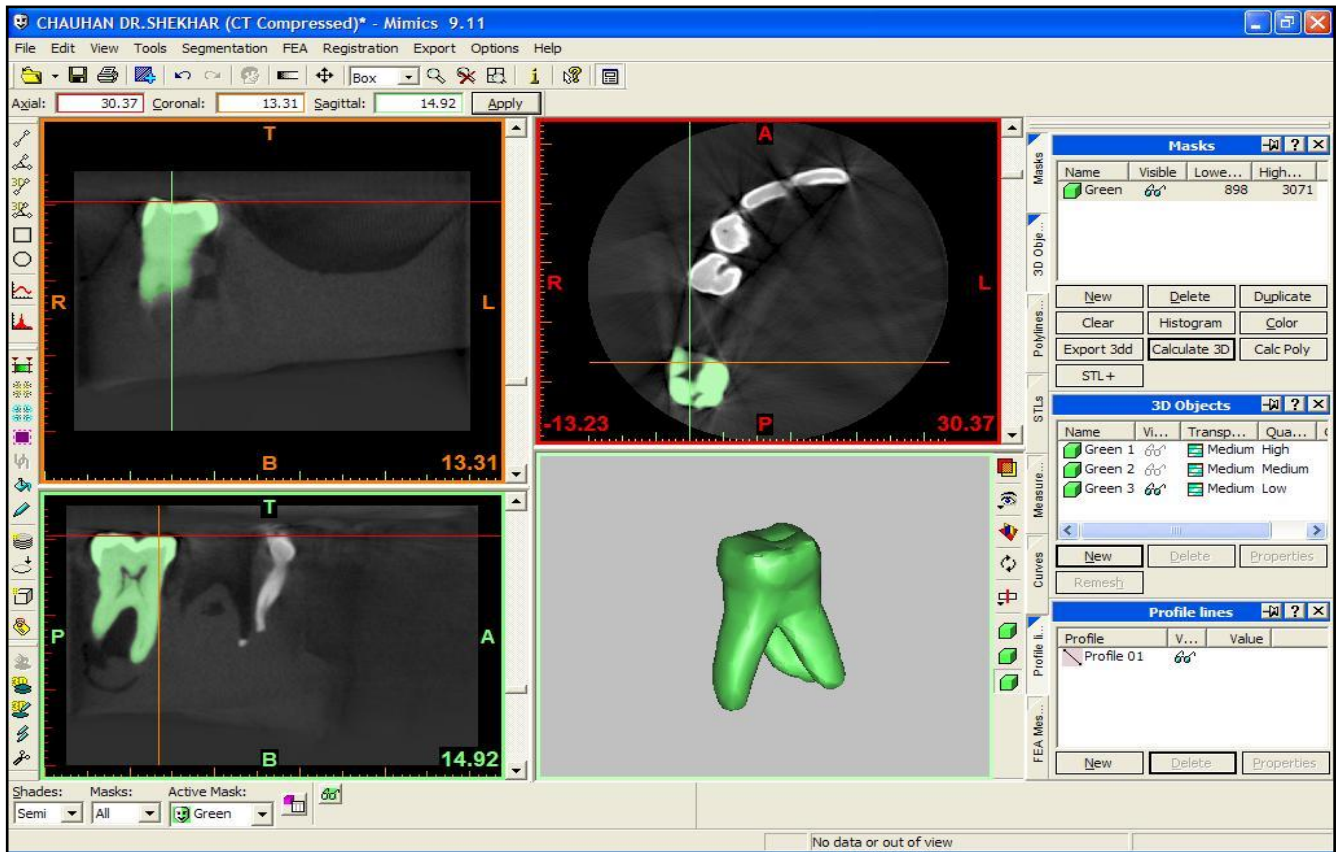 CHAUHAN DR.SHEKHAR (CT Compressed)* - Mimics 9.11
File Edit View Tools Segmentation FEA Registration Export Options Help
Box
Axial: 30.37 Coronal: 13.31 Sagittal: 14.92 Apply
T
R
L
B
13.31
A
R
L
P
-13.23
30.37
T
P
A
B
14.92
Masks
3D Obje...
Polylines...
STLs
Measure...
Curves
Profile li...
FEA Mes...
Masks
Name Visible Lowe... High...
Green 898 3071
New Delete Duplicate
Clear Histogram Color
Export 3dd Calculate 3D Calc Poly
STL+
3D Objects
Name Vi... Transp... Qua...
Green 1 Medium High
Green 2 Medium Medium
Green 3 Medium Low
New Delete Properties
Remesh
Profile lines
Profile V... Value
Profile 01
New Delete Properties
Shades: Masks: Active Mask:
Semi All Green
No data or out of view